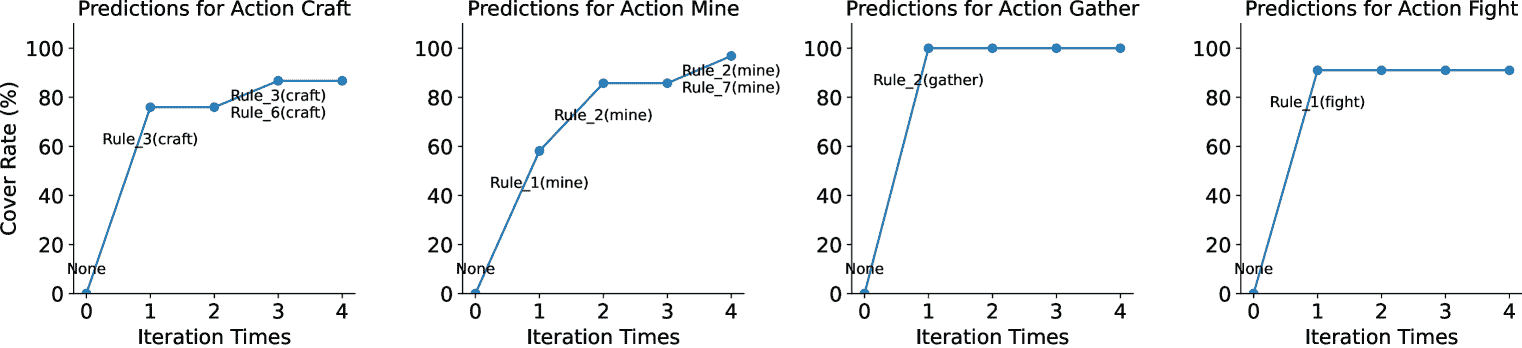 Predictions for Action Craft
Cover Rate (%)
100
80
60
40
20
0
None
Rule_3(craft)
Rule_3(craft)
Rule_6(craft)
0 1 2 3 4
Iteration Times
Predictions for Action Mine
100
80
60
40
20
0
None
Rule_1(mine)
Rule_2(mine)
Rule_2(mine)
Rule_7(mine)
0 1 2 3 4
Iteration Times
Predictions for Action Gather
100
80
60
40
20
0
None
Rule_2(gather)
0 1 2 3 4
Iteration Times
Predictions for Action Fight
100
80
60
40
20
0
None
Rule_1(fight)
0 1 2 3 4
Iteration Times